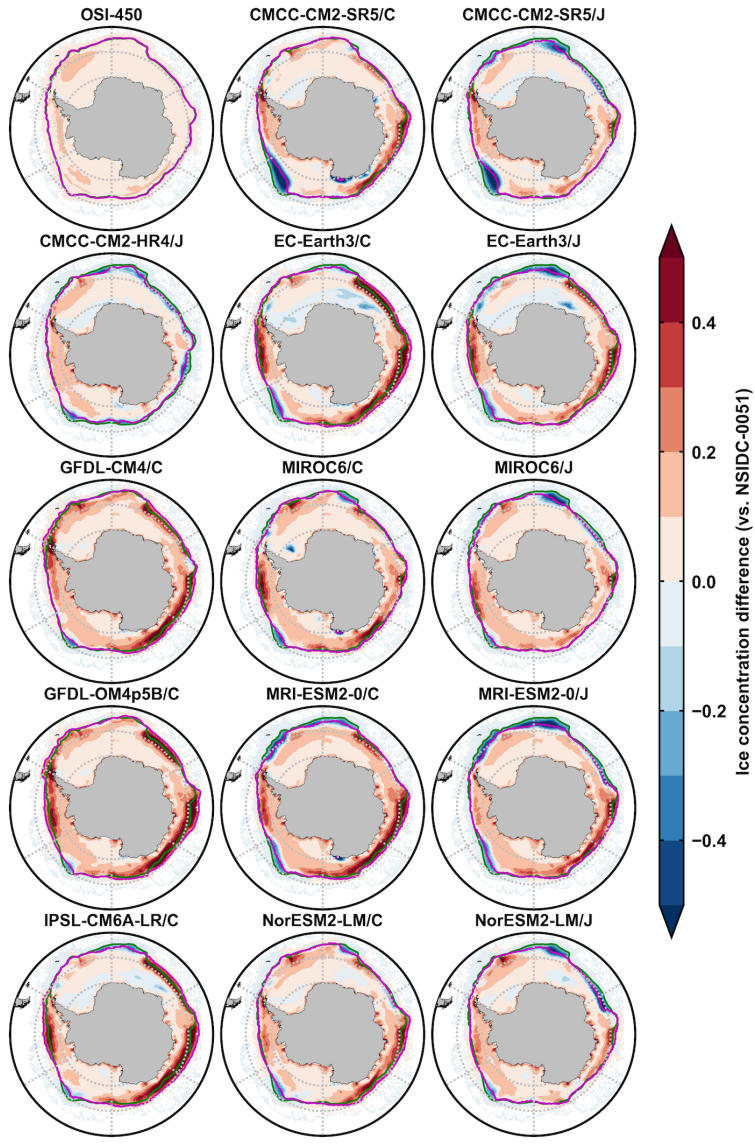 OSI-450 CMCC-CM2-SR5/C CMCC-CM2-SR5/J
CMCC-CM2-HR4/J EC-Earth3/C EC-Earth3/J
GFDL-CM4/C MIROC6/C MIROC6/J
GFDL-OM4p5B/C MRI-ESM2-0/C MRI-ESM2-0/J
IPSL-CM6A-LR/C NorESM2-LM/C NorESM2-LM/J
0.4
0.2
0.0
−0.2
−0.4
Ice concentration difference (vs. NSIDC-0051)